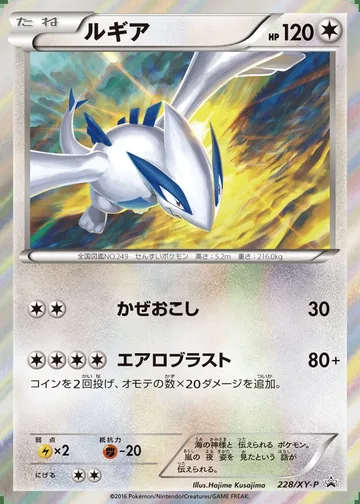 たね
ルギア HP120
全国図鑑NO.249 せんすいポケモン 高さ:5.2m 重さ:216.0kg
かぜおこし 30
エアロブラスト 80+
コインを2回投げ、オモテの数×20ダメージを追加。
弱点 ×2 抵抗力 -20
にげる
海の神様と 伝えられる ポケモン。
嵐の 夜 姿を 見たという 話が
伝えられる。
Illus.Hajime Kusajima
228/XY-P
©2016 Pokémon/Nintendo/Creatures/GAME FREAK.